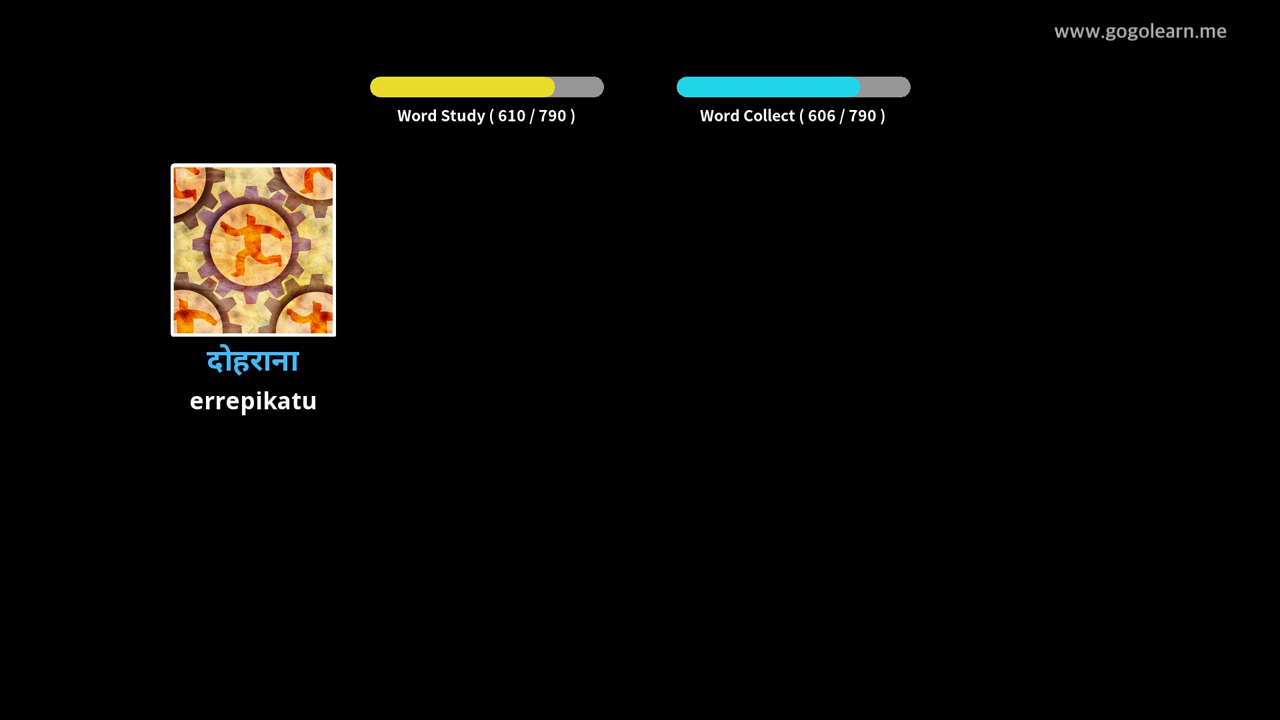 www.gogolearn.me
Word Study ( 610 / 790 )
Word Collect ( 606 / 790 )
दोहराना
errepikatu